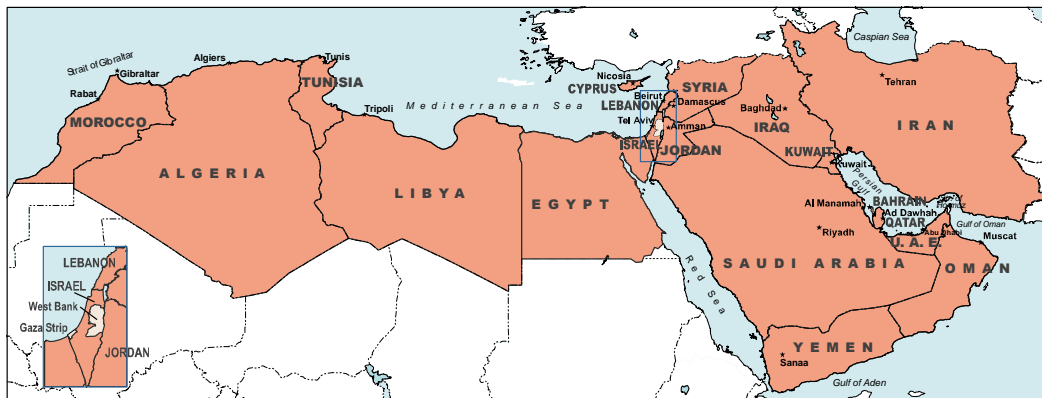 Caspian Sea
Strait of Gibraltar
Algiers
Tunis
Gibraltar
Nicosia
Tehran
TUNISIA
CYPRUS
SYRIA
Rabat
Beirut
LEBANON
Damascus
Tripoli
Mediterranean Sea
Baghdad
MOROCCO
Tel Aviv
Amman
IRAQ
IRAN
ISRAEL
JORDAN
KUWAIT
Kuwait
ALGERIA
LIBYA
EGYPT
Persian Gulf
BAHRAIN
Al Manamah
Ad Dawhah
QATAR
Gulf of Oman
Abu Dhabi
Muscat
Riyadh
U. A. E.
SAUDI ARABIA
OMAN
Red Sea
LEBANON
ISRAEL
West Bank
Gaza Strip
JORDAN
YEMEN
Sanaa
Gulf of Aden